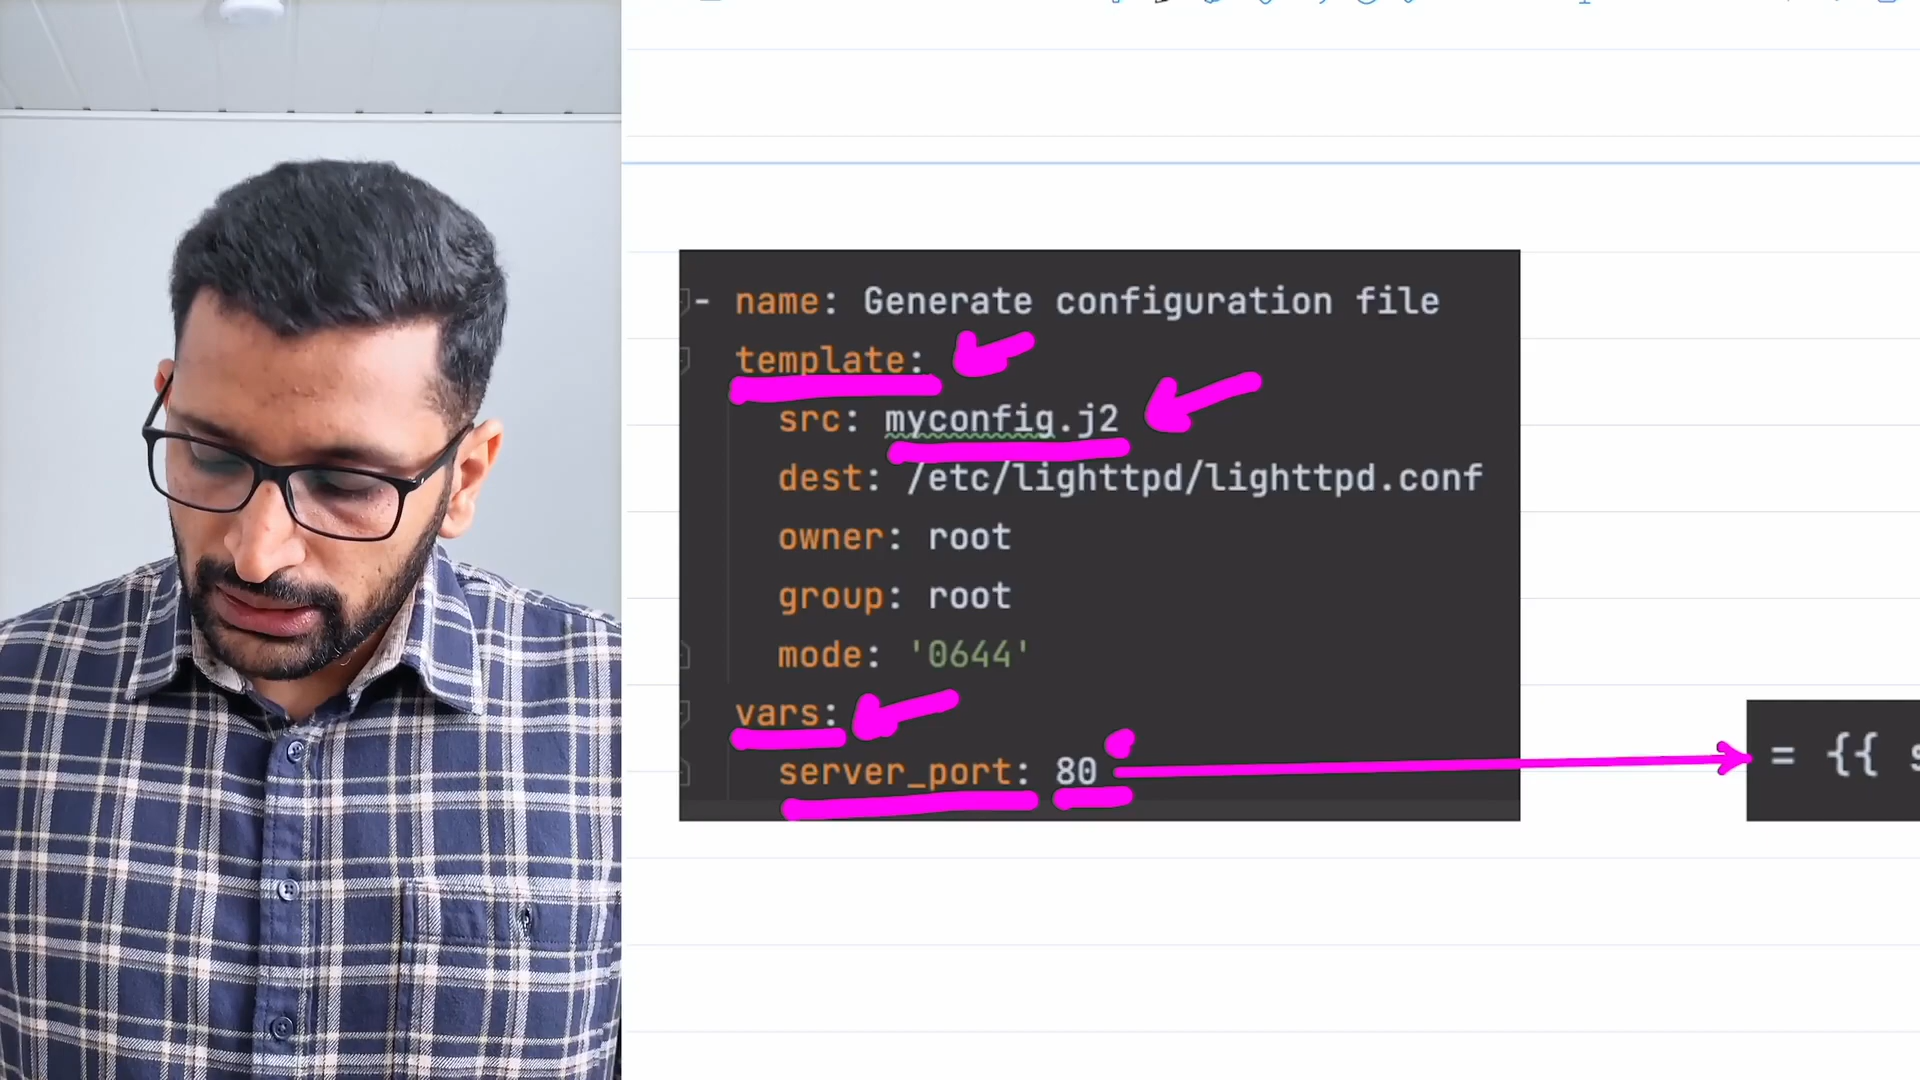 - name: Generate configuration file
template:
src: myconfig.j2
dest: /etc/lighttpd/lighttpd.conf
owner: root
group: root
mode: '0644'
vars:
server_port: 80
= {{ s